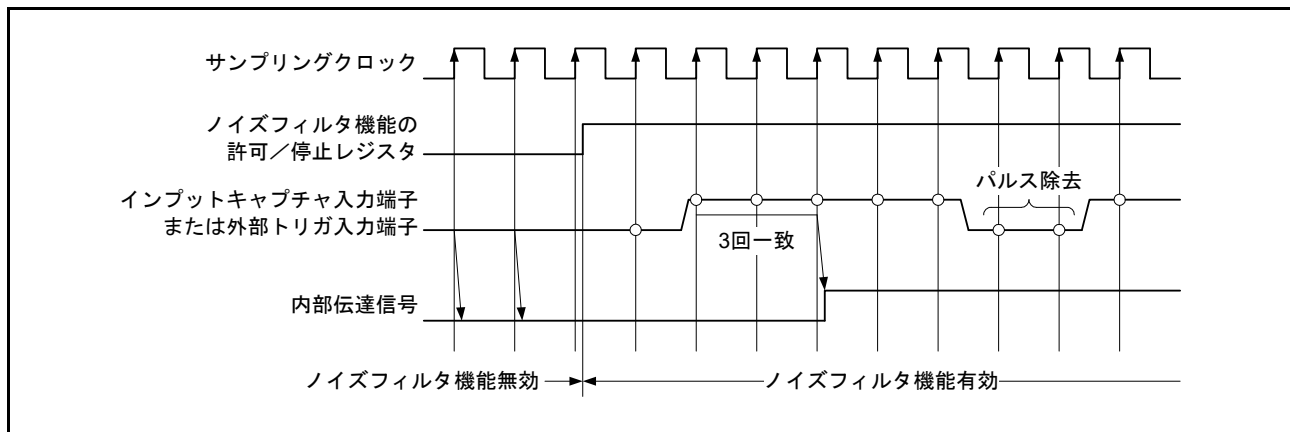 サンプリングクロック
ノイズフィルタ機能の
許可／停止レジスタ
インプットキャプチャ入力端子
または外部トリガ入力端子
パルス除去
3回一致
内部伝達信号
ノイズフィルタ機能無効
ノイズフィルタ機能有効